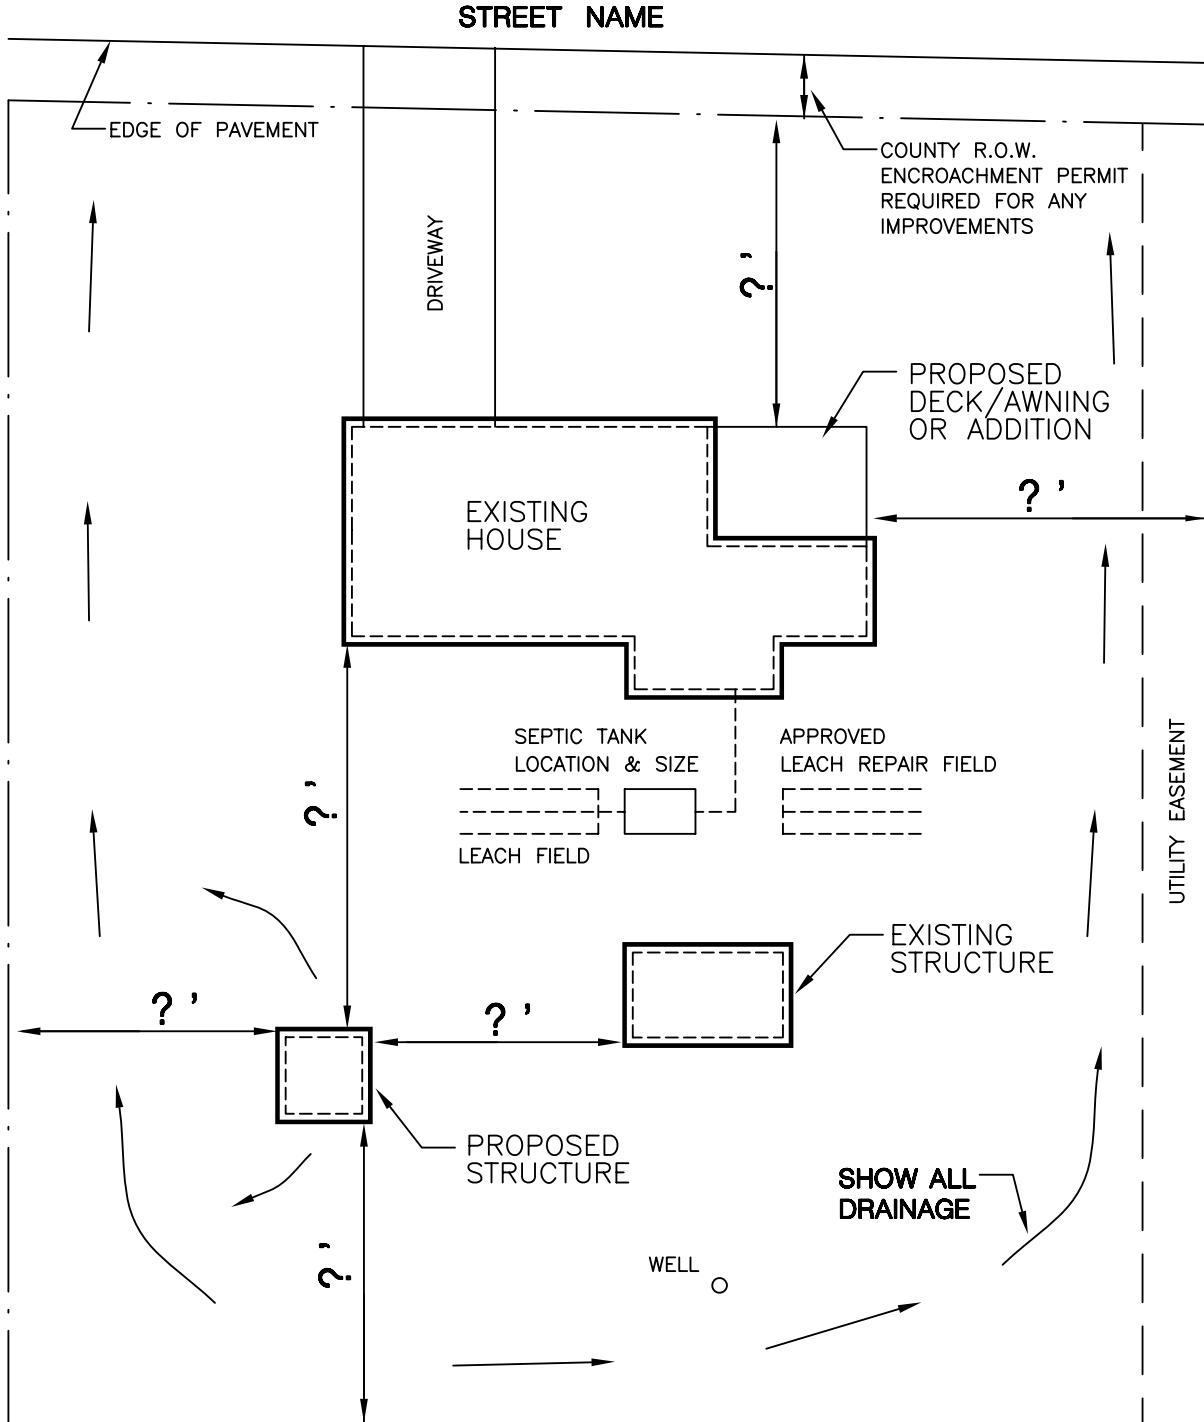 STREET NAME
EDGE OF PAVEMENT
COUNTY R.O.W.
ENCROACHMENT PERMIT
REQUIRED FOR ANY
IMPROVEMENTS
DRIVEWAY
?'
PROPOSED
DECK/AWNING
OR ADDITION
?'
EXISTING
HOUSE
SEPTIC TANK
LOCATION & SIZE
APPROVED
LEACH REPAIR FIELD
LEACH FIELD
UTILITY EASEMENT
?'
EXISTING
STRUCTURE
?'
?'
PROPOSED
STRUCTURE
SHOW ALL
DRAINAGE
?'
WELL